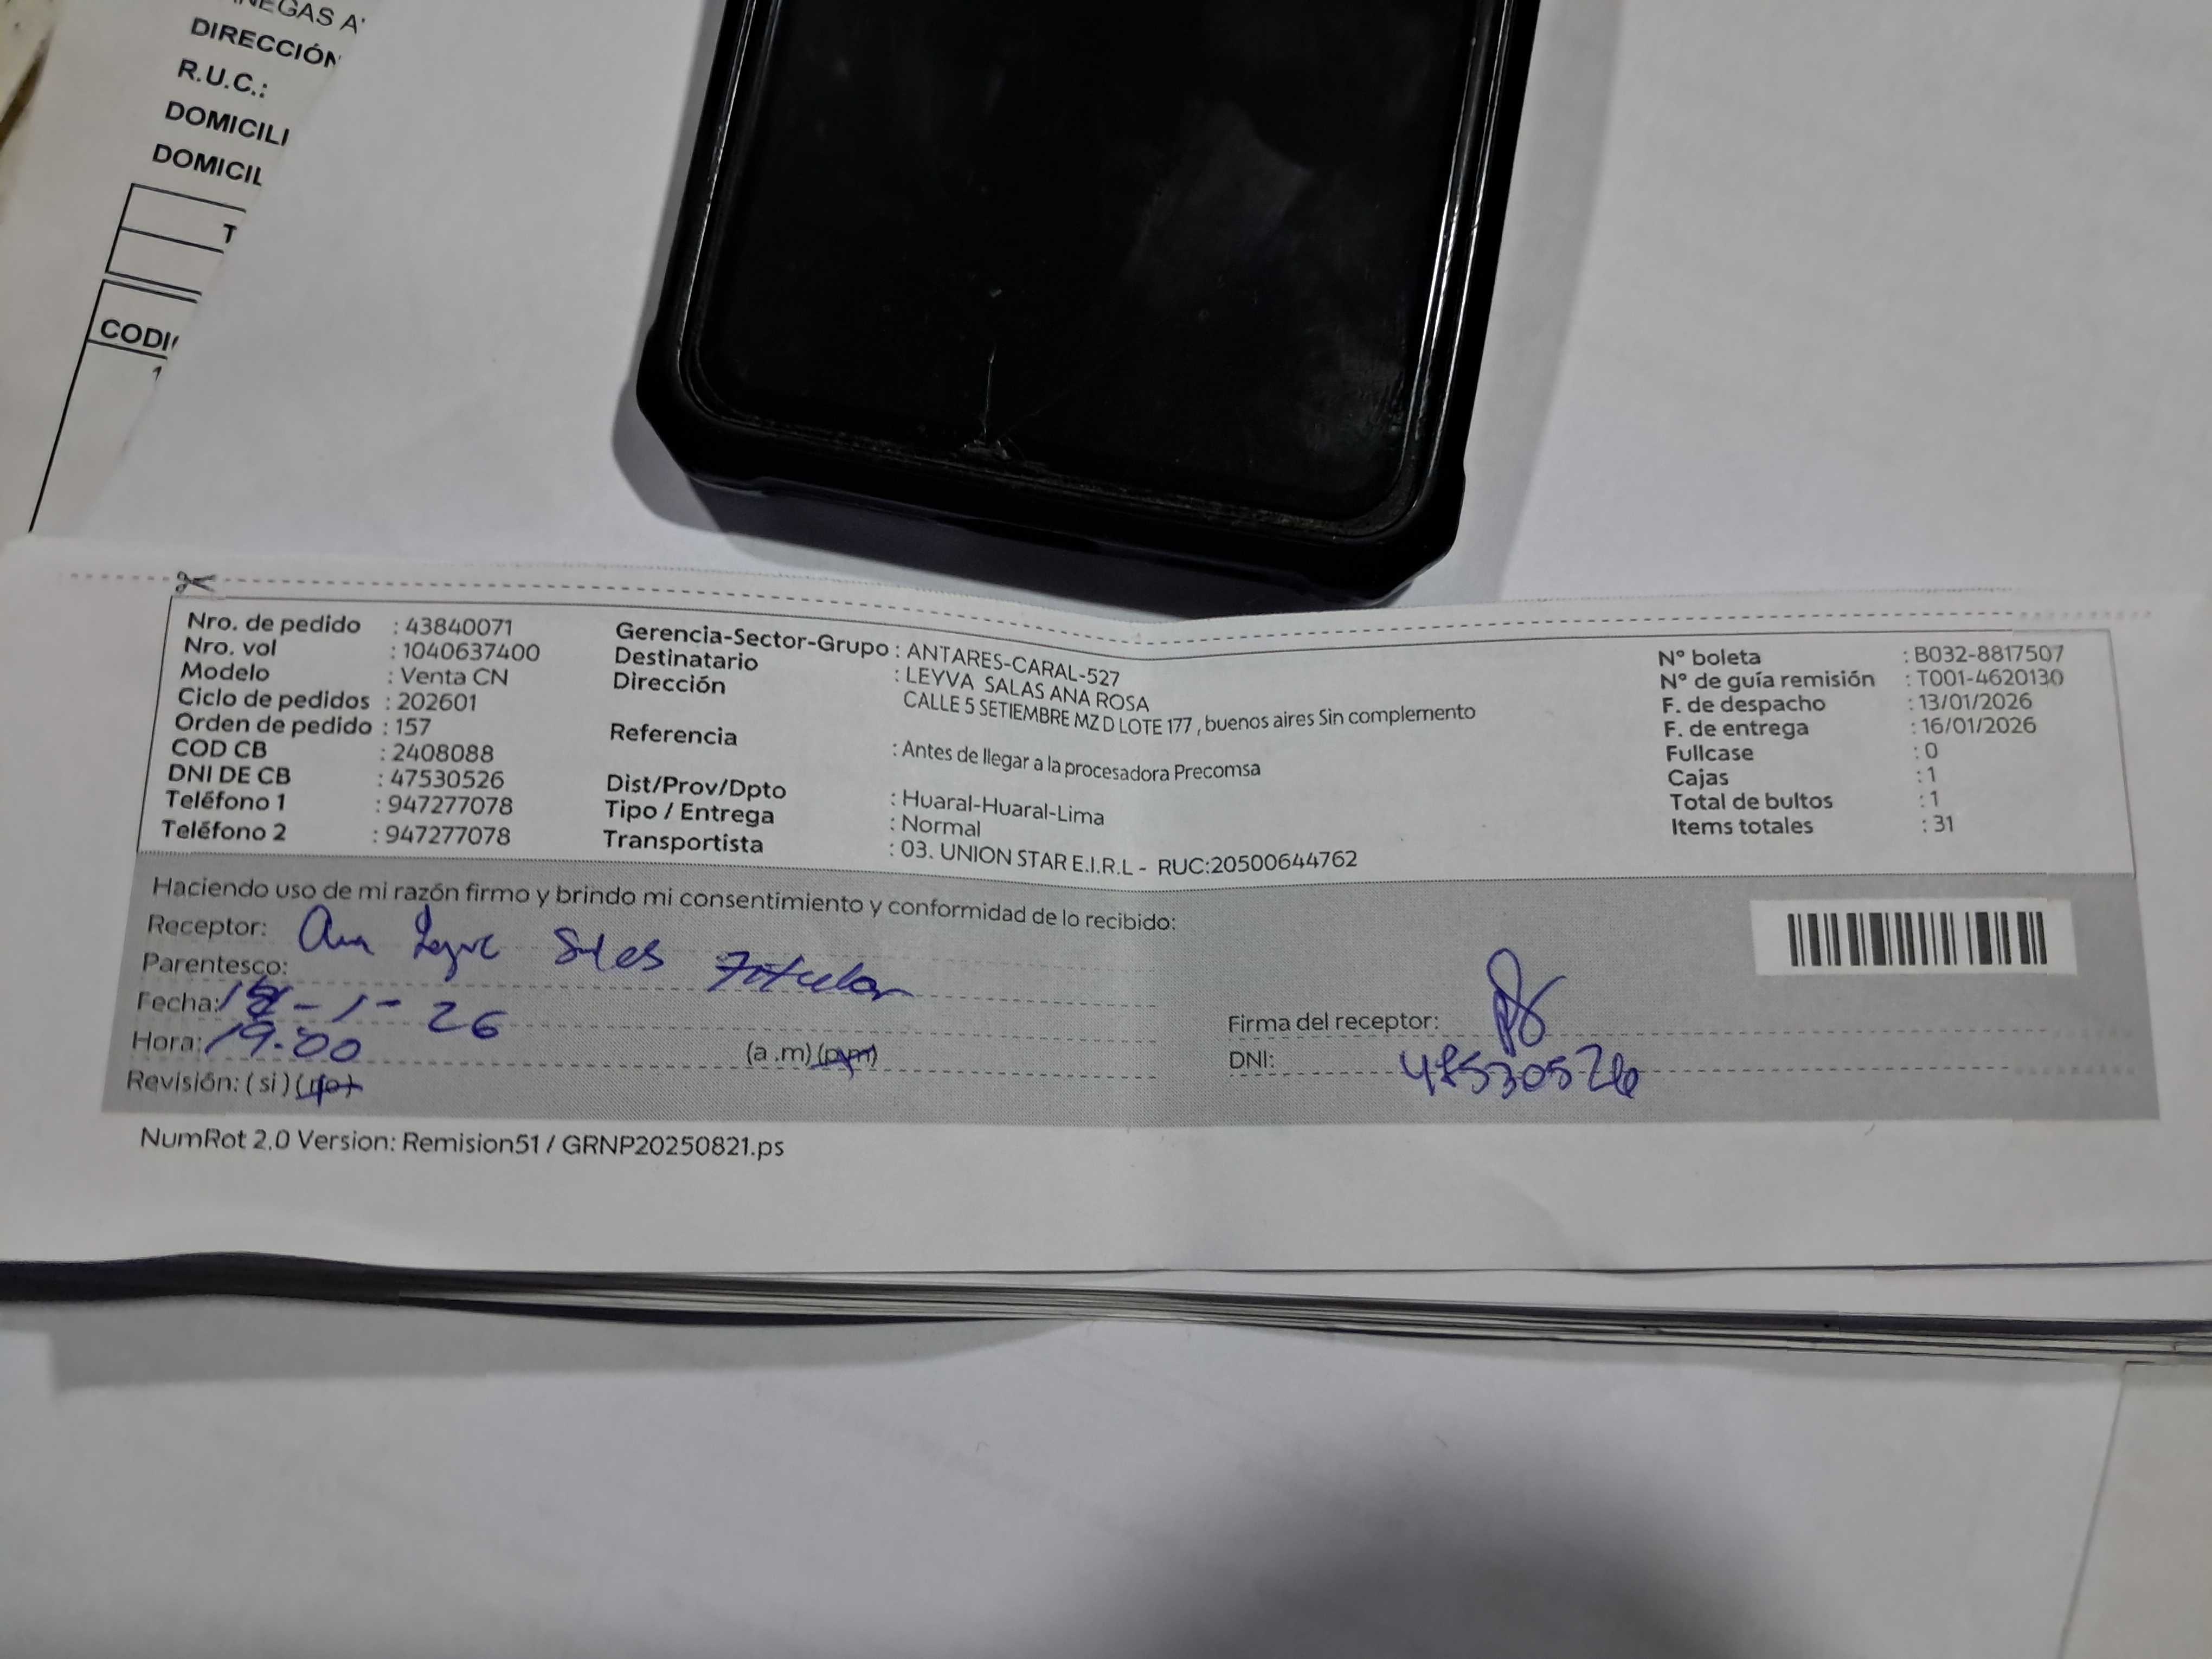 DIRECCIÓN
R.U.C.:
DOMICILI
DOMICIL
T
CODI
1
Nro. de pedido : 43840071
Nro. vol : 1040637400
Modelo : Venta CN
Ciclo de pedidos : 202601
Orden de pedido : 157
COD CB : 2408088
DNI DE CB : 47530526
Teléfono 1 : 947277078
Teléfono 2 : 947277078
Gerencia-Sector-Grupo : ANTARES-CARAL-527
Destinatario : LEYVA SALAS ANA ROSA
Dirección CALLE 5 SETIEMBRE MZ D LOTE 177 , buenos aires Sin complemento
Referencia : Antes de llegar a la procesadora Precomsa
Dist/Prov/Dpto : Huaral-Huaral-Lima
Tipo / Entrega : Normal
Transportista : 03. UNION STAR E.I.R.L - RUC:20500644762
N° boleta : B032-8817507
N° de guía remisión : T001-4620130
F. de despacho : 13/01/2026
F. de entrega : 16/01/2026
Fullcase : 0
Cajas : 1
Total de bultos : 1
Items totales : 31
Haciendo uso de mi razón firmo y brindo mi consentimiento y conformidad de lo recibido:
Receptor: Ana
Parentesco:
Fecha: -1-26
Hora: 19:00 (a.m) (p.m)
Revisión: (si) (no)
Firma del receptor:
DNI: 47530526
NumRot 2.0 Version: Remision51 / GRNP20250821.ps